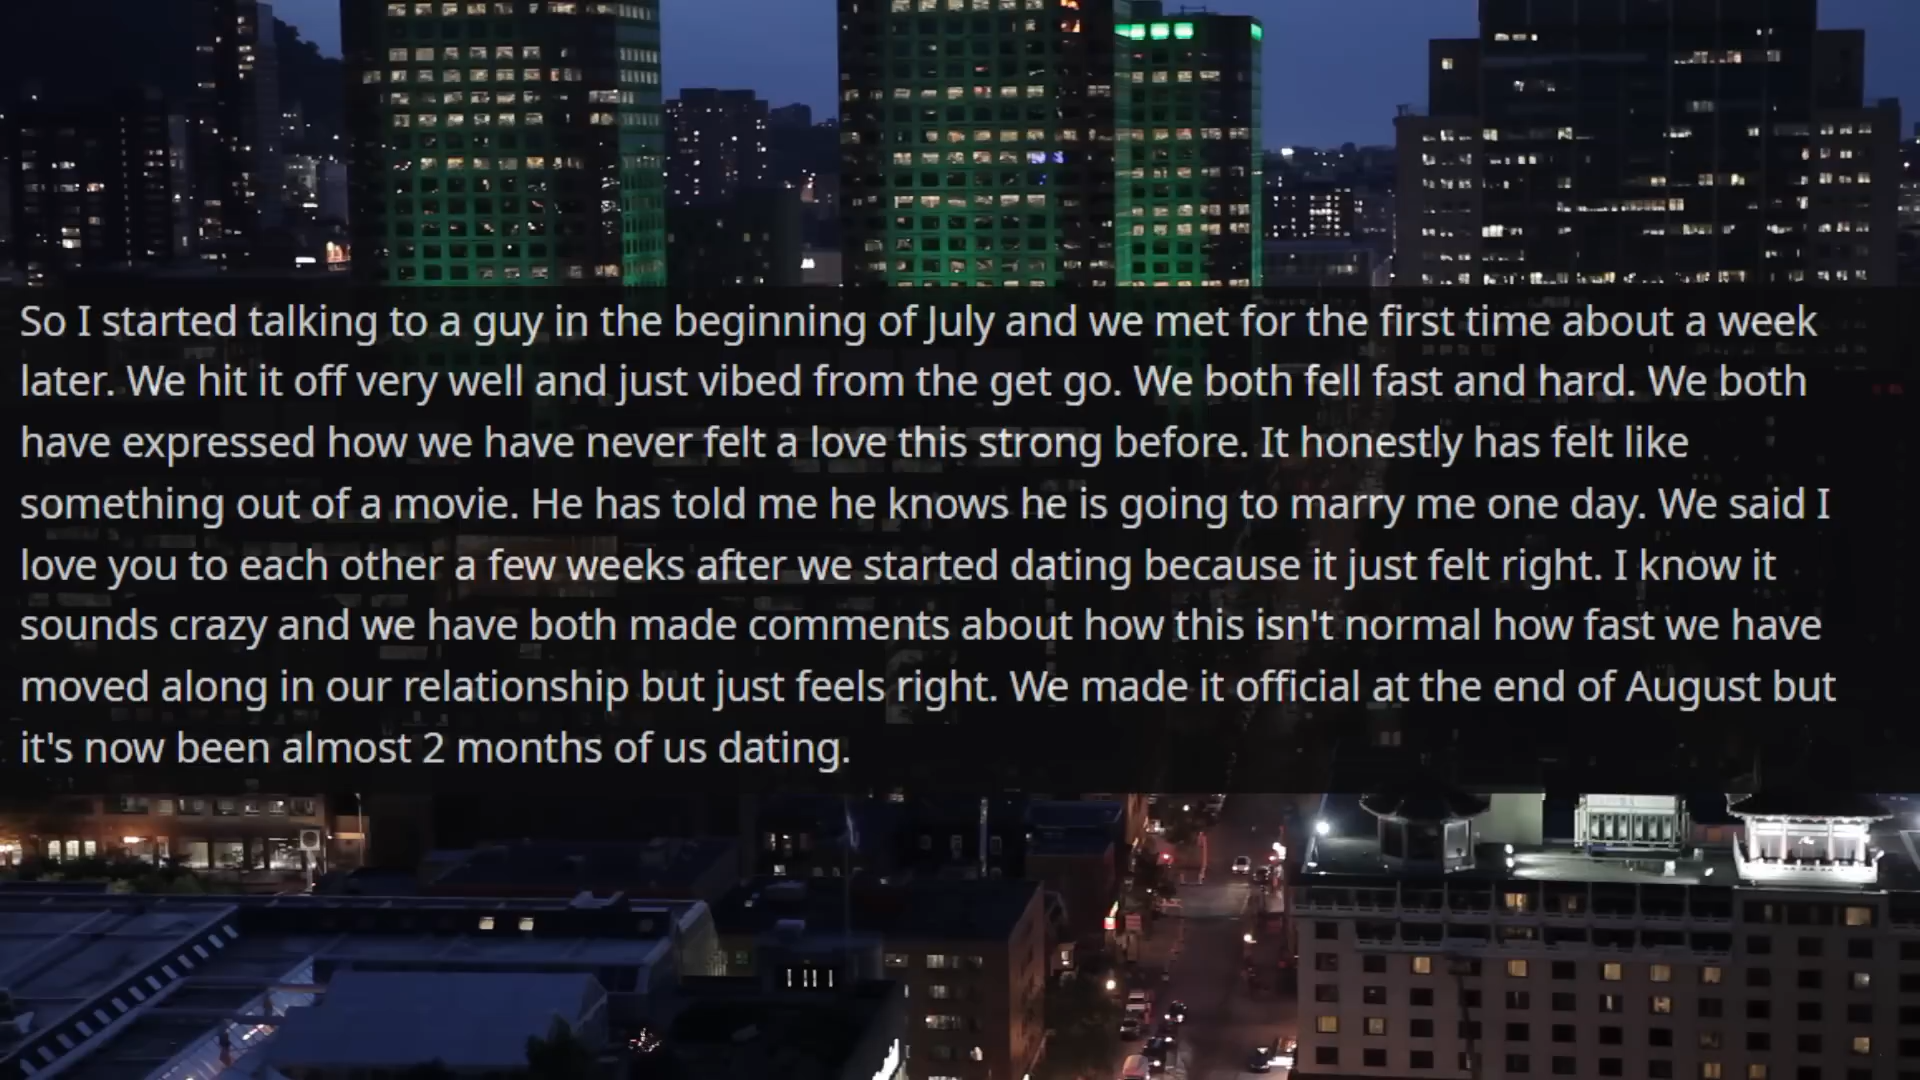 So I started talking to a guy in the beginning of July and we met for the first time about a week
later. We hit it off very well and just vibed from the get go. We both fell fast and hard. We both
have expressed how we have never felt a love this strong before. It honestly has felt like
something out of a movie. He has told me he knows he is going to marry me one day. We said I
love you to each other a few weeks after we started dating because it just felt right. I know it
sounds crazy and we have both made comments about how this isn't normal how fast we have
moved along in our relationship but just feels right. We made it official at the end of August but
it's now been almost 2 months of us dating.